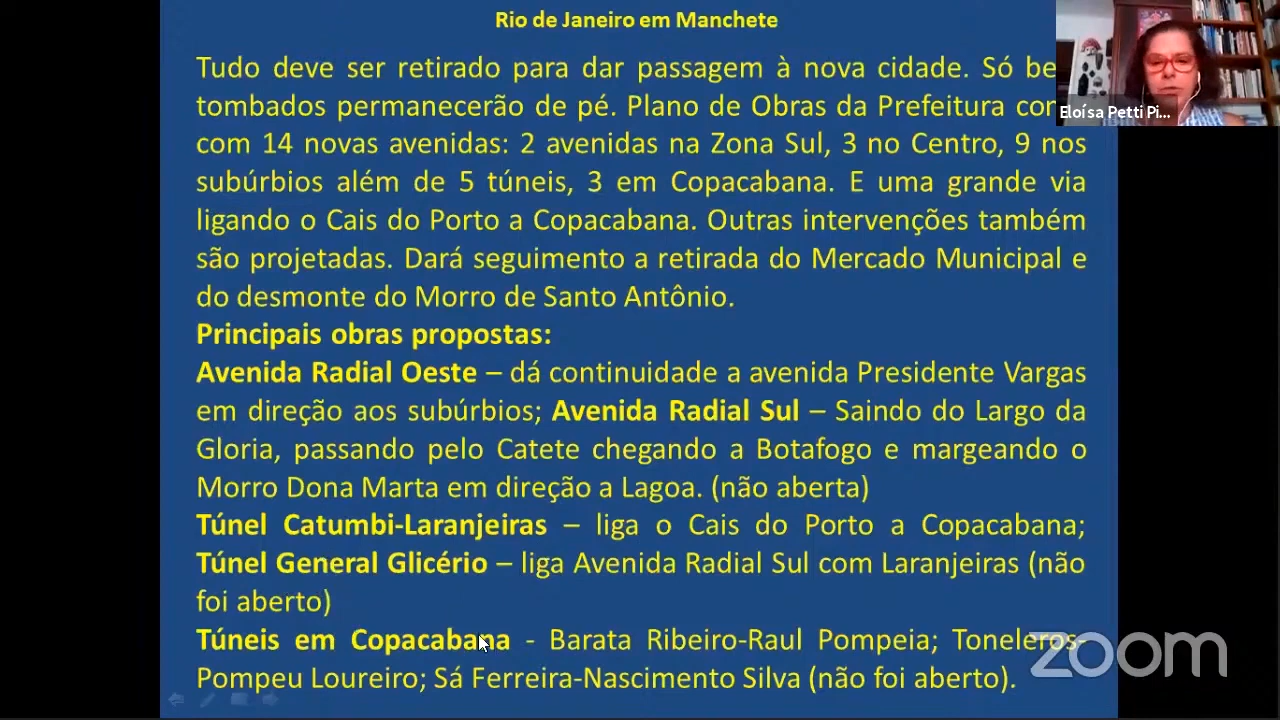 Rio de Janeiro em Manchete
Tudo deve ser retirado para dar passagem à nova cidade. Só be
tombados permanecerão de pé. Plano de Obras da Prefeitura con
com 14 novas avenidas: 2 avenidas na Zona Sul, 3 no Centro, 9 nos
subúrbios além de 5 túneis, 3 em Copacabana. E uma grande via
ligando o Cais do Porto a Copacabana. Outras intervenções também
são projetadas. Dará seguimento a retirada do Mercado Municipal e
do desmonte do Morro de Santo Antônio.
Principais obras propostas:
Avenida Radial Oeste – dá continuidade a avenida Presidente Vargas
em direção aos subúrbios; Avenida Radial Sul – Saindo do Largo da
Gloria, passando pelo Catete chegando a Botafogo e margeando o
Morro Dona Marta em direção a Lagoa. (não aberta)
Túnel Catumbi-Laranjeiras – liga o Cais do Porto a Copacabana;
Túnel General Glicério – liga Avenida Radial Sul com Laranjeiras (não
foi aberto)
Túneis em Copacabana - Barata Ribeiro-Raul Pompeia; Toneleros-
Pompeu Loureiro; Sá Ferreira-Nascimento Silva (não foi aberto).
Eloísa Petti Pi...
zoom